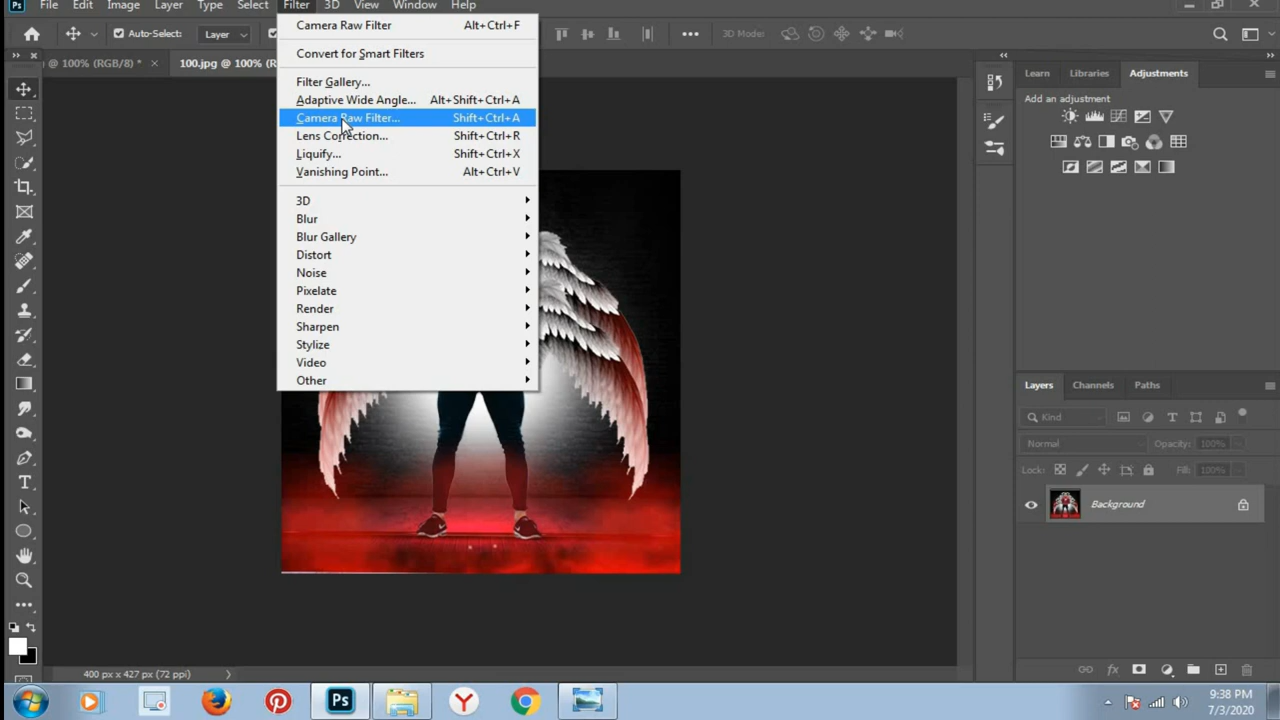 Ps File Edit Image Layer Type Select Filter 3D View Window Help
Auto-Select: Layer 3D Mode:
@ 100% (RGB/8) * × 100.jpg @ 100% (R
Camera Raw Filter Alt+Ctrl+F
Convert for Smart Filters
Filter Gallery...
Adaptive Wide Angle... Alt+Shift+Ctrl+A
Camera Raw Filter... Shift+Ctrl+A
Lens Correction... Shift+Ctrl+R
Liquify... Shift+Ctrl+X
Vanishing Point... Alt+Ctrl+V
3D
Blur
Blur Gallery
Distort
Noise
Pixelate
Render
Sharpen
Stylize
Video
Other
Learn Libraries Adjustments
Add an adjustment
Layers Channels Paths
Kind
Normal Opacity: 100%
Lock: Fill: 100%
Background
400 px x 427 px (72 ppi)
Ps
9:38 PM
7/3/2020